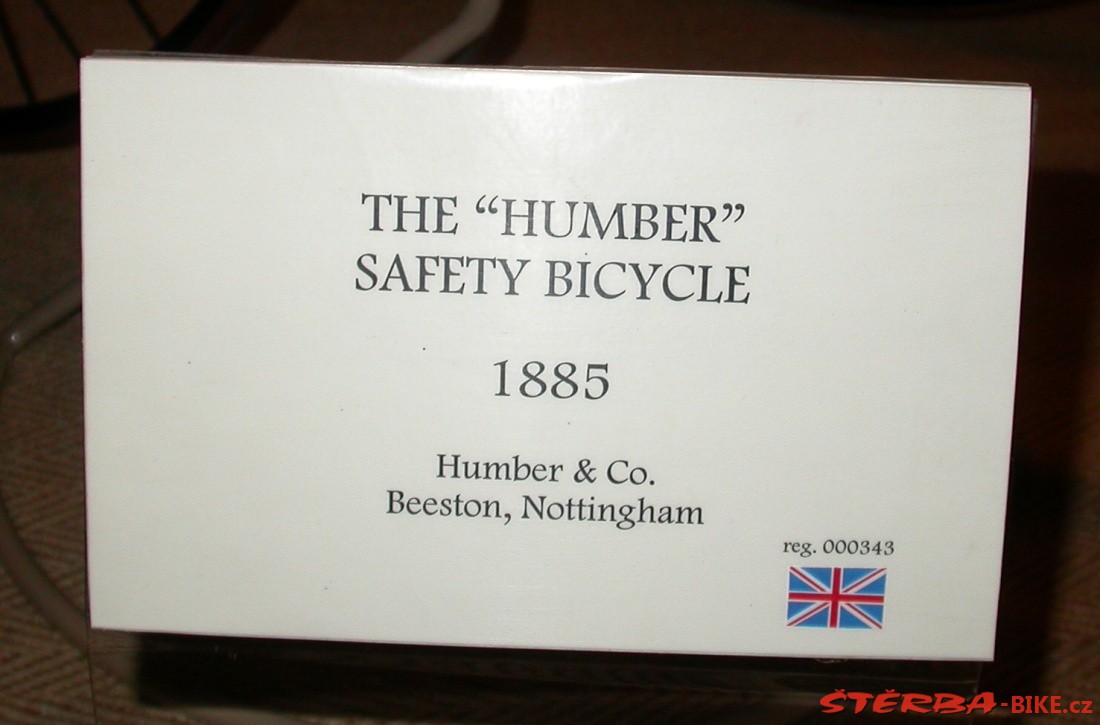 THE “HUMBER”
SAFETY BICYCLE
1885
Humber & Co.
Beeston, Nottingham
reg. 000343
ŠTĚRBA-BIKE.cz